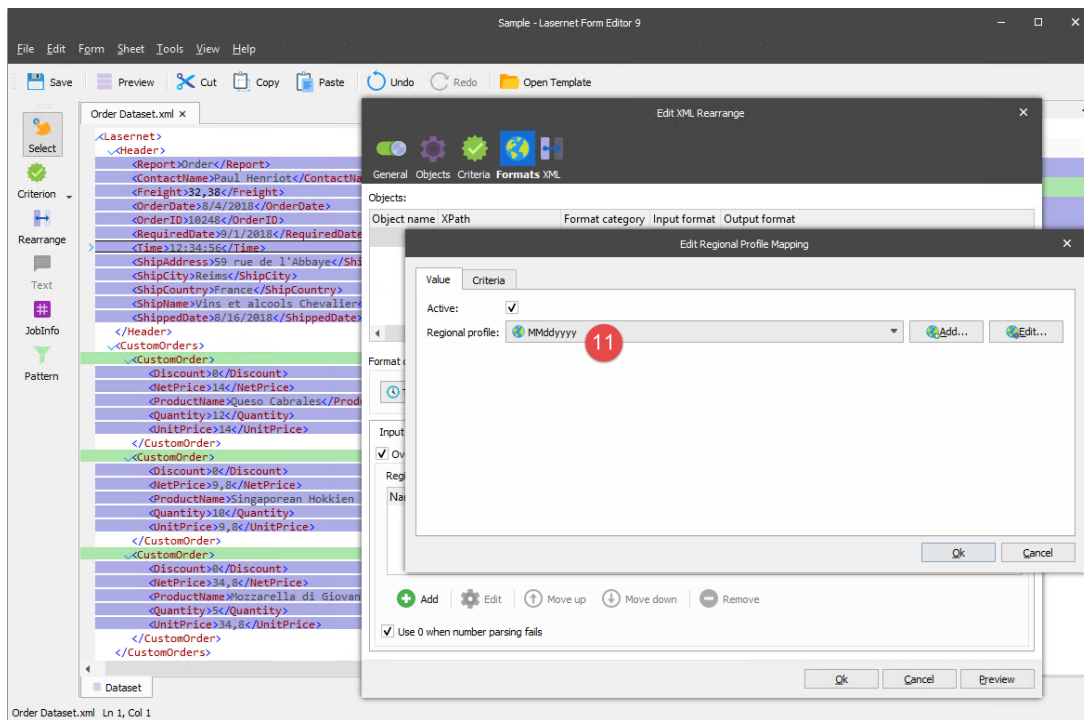 Sample - Lasernet Form Editor 9
File Edit Form Sheet Tools View Help
Save Preview Cut Copy Paste Undo Redo Open Template
Select
Criterion
Rearrange
Text
JobInfo
Pattern
Order Dataset.xml
<Lasernet>
<Header>
<Report>Order</Report>
<ContactName>Paul Henriot</ContactNa
<Freight>32,38</Freight>
<OrderDate>8/4/2018</OrderDate>
<OrderID>10248</OrderID>
<RequiredDate>9/1/2018</RequiredDate
<Time>12:34:56</Time>
<ShipAddress>59 rue de l'Abbaye</Shi
<ShipCity>Reims</ShipCity>
<ShipCountry>France</ShipCountry>
<ShipName>Vins et alcools Chevalier<
<ShippedDate>8/16/2018</ShippedDate>
</Header>
<CustomOrders>
<CustomOrder>
<Discount>0</Discount>
<NetPrice>14</NetPrice>
<ProductName>Queso Cabrales</Prod
<Quantity>12</Quantity>
<UnitPrice>14</UnitPrice>
</CustomOrder>
<CustomOrder>
<Discount>0</Discount>
<NetPrice>9,8</NetPrice>
<ProductName>Singaporean Hokkien
<Quantity>10</Quantity>
<UnitPrice>9,8</UnitPrice>
</CustomOrder>
<CustomOrder>
<Discount>0</Discount>
<NetPrice>34,8</NetPrice>
<ProductName>Mozzarella di Giovan
<Quantity>5</Quantity>
<UnitPrice>34,8</UnitPrice>
</CustomOrder>
</CustomOrders>
Dataset
Order Dataset.xml Ln 1, Col 1
Edit XML Rearrange
General Objects Criteria Formats XML
Objects:
Object name XPath Format category Input format Output format
Format c
T
Input
Ov
Regi
Na
Edit Regional Profile Mapping
Value Criteria
Active:
Regional profile: MMddyyyy 11 Add... Edit...
Ok Cancel
Add Edit Move up Move down Remove
Use 0 when number parsing fails
Ok Cancel Preview